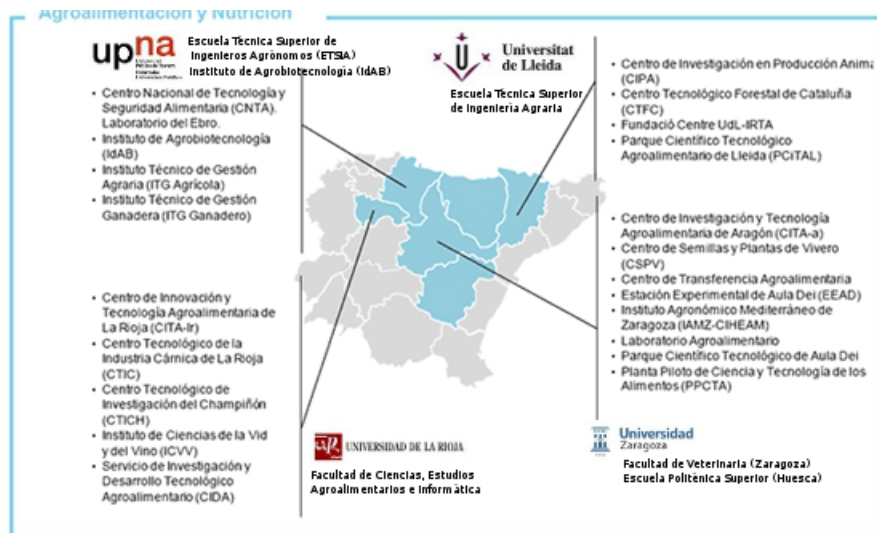 Agroalimentación y Nutrición
upna
Escuela Técnica Superior de
Ingenieros Agrónomos (ETSIA)
Instituto de Agrobiotecnología (IdAB)
• Centro Nacional de Tecnología y
Seguridad Alimentaria (CNTA).
Laboratorio del Ebro.
• Instituto de Agrobiotecnología
(IdAB)
• Instituto Técnico de Gestión
Agraria (ITG Agrícola)
• Instituto Técnico de Gestión
Ganadera (ITG Ganadero)
Universitat
de Lleida
Escuela Técnica Superior
de Ingeniería Agraria
• Centro de Investigación en Producción Anima
(CIPA)
• Centro Tecnológico Forestal de Cataluña
(CTFC)
• Fundació Centre UdL-IRTA
• Parque Científico Tecnológico
Agroalimentario de Lleida (PCiTAL)
• Centro de Innovación y
Tecnología Agroalimentaria de
La Rioja (CITA-lr)
• Centro Tecnológico de la
Industria Cárnica de La Rioja
(CTIC)
• Centro Tecnológico de
Investigación del Champiñón
(CTICH)
• Instituto de Ciencias de la Vid
y del Vino (ICVV)
• Servicio de Investigación y
Desarrollo Tecnológico
Agroalimentario (CIDA)
UNIVERSIDAD DE LA RIOJA
Facultad de Ciencias, Estudios
Agroalimentarios e Informática
• Centro de Investigación y Tecnología
Agroalimentaria de Aragón (CITA-a)
• Centro de Semillas y Plantas de Vivero
(CSPV)
• Centro de Transferencia Agroalimentaria
• Estación Experimental de Aula Dei (EEAD)
• Instituto Agronómico Mediterráneo de
Zaragoza (IAMZ-CIHEAM)
• Laboratorio Agroalimentario
• Parque Científico Tecnológico de Aula Dei
• Planta Piloto de Ciencia y Tecnología de los
Alimentos (PPCTA)
Universidad
Zaragoza
Facultad de Veterinaria (Zaragoza)
Escuela Politènica Superior (Huesca)